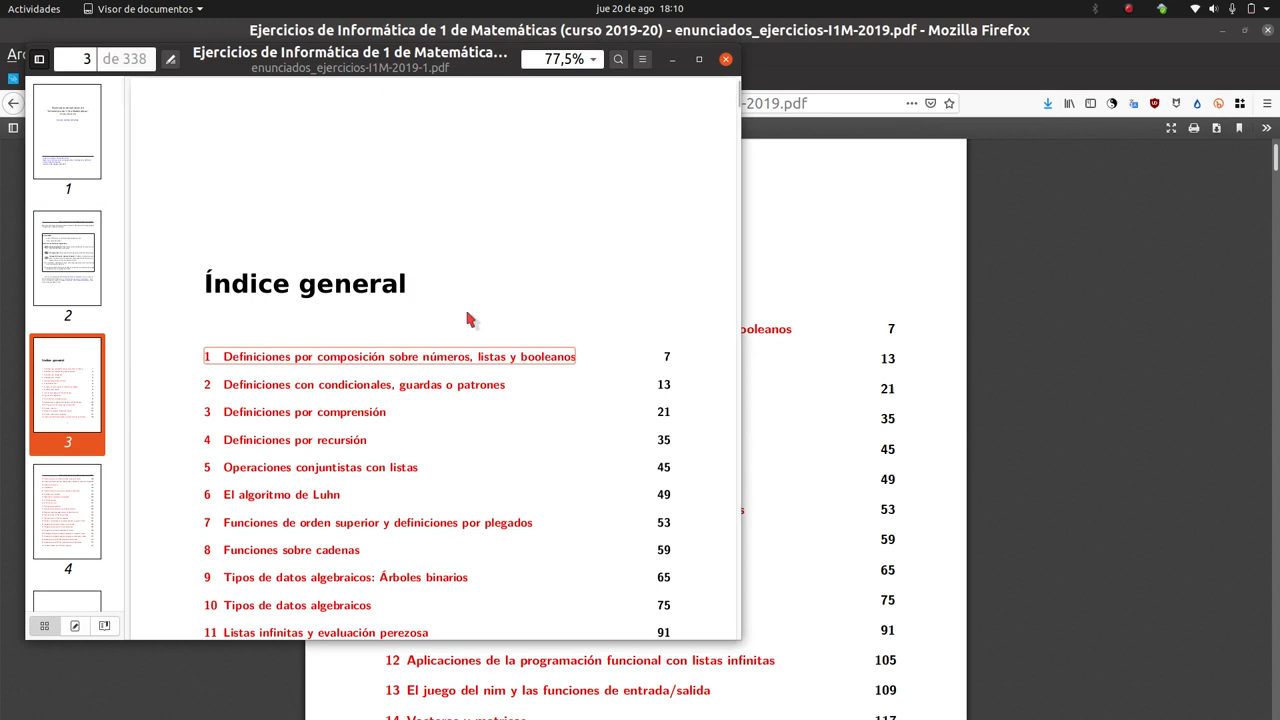 Actividades Visor de documentos jue 20 de ago 18:10
Ejercicios de Informática de 1 de Matemáticas (curso 2019-20) - enunciados_ejercicios-I1M-2019.pdf - Mozilla Firefox
3 de 338 Ejercicios de Informática de 1 de Matemática... 77,5%
enunciados_ejercicios-I1M-2019-1.pdf
-2019.pdf
1
2
3
4
Índice general
1 Definiciones por composición sobre números, listas y booleanos 7
2 Definiciones con condicionales, guardas o patrones 13
3 Definiciones por comprensión 21
4 Definiciones por recursión 35
5 Operaciones conjuntistas con listas 45
6 El algoritmo de Luhn 49
7 Funciones de orden superior y definiciones por plegados 53
8 Funciones sobre cadenas 59
9 Tipos de datos algebraicos: Árboles binarios 65
10 Tipos de datos algebraicos 75
11 Listas infinitas y evaluación perezosa 91
ooleanos 7
13
21
35
45
49
s 53
59
65
75
91
12 Aplicaciones de la programación funcional con listas infinitas 105
13 El juego del nim y las funciones de entrada/salida 109
14 Vectores y matrices 117